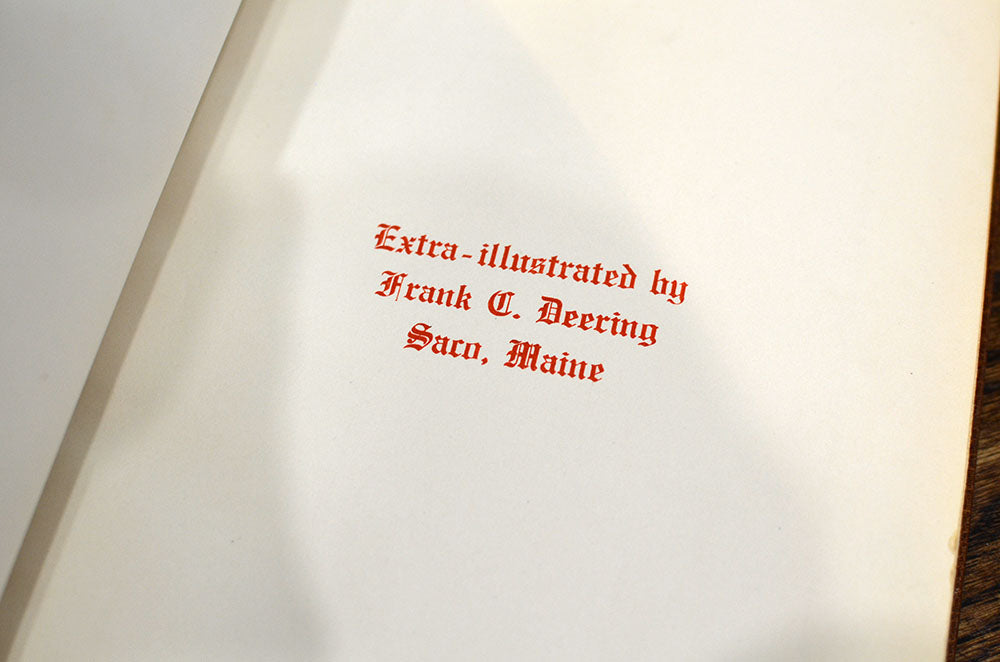 Extra-illustrated by
Frank C. Deering
Saco, Maine